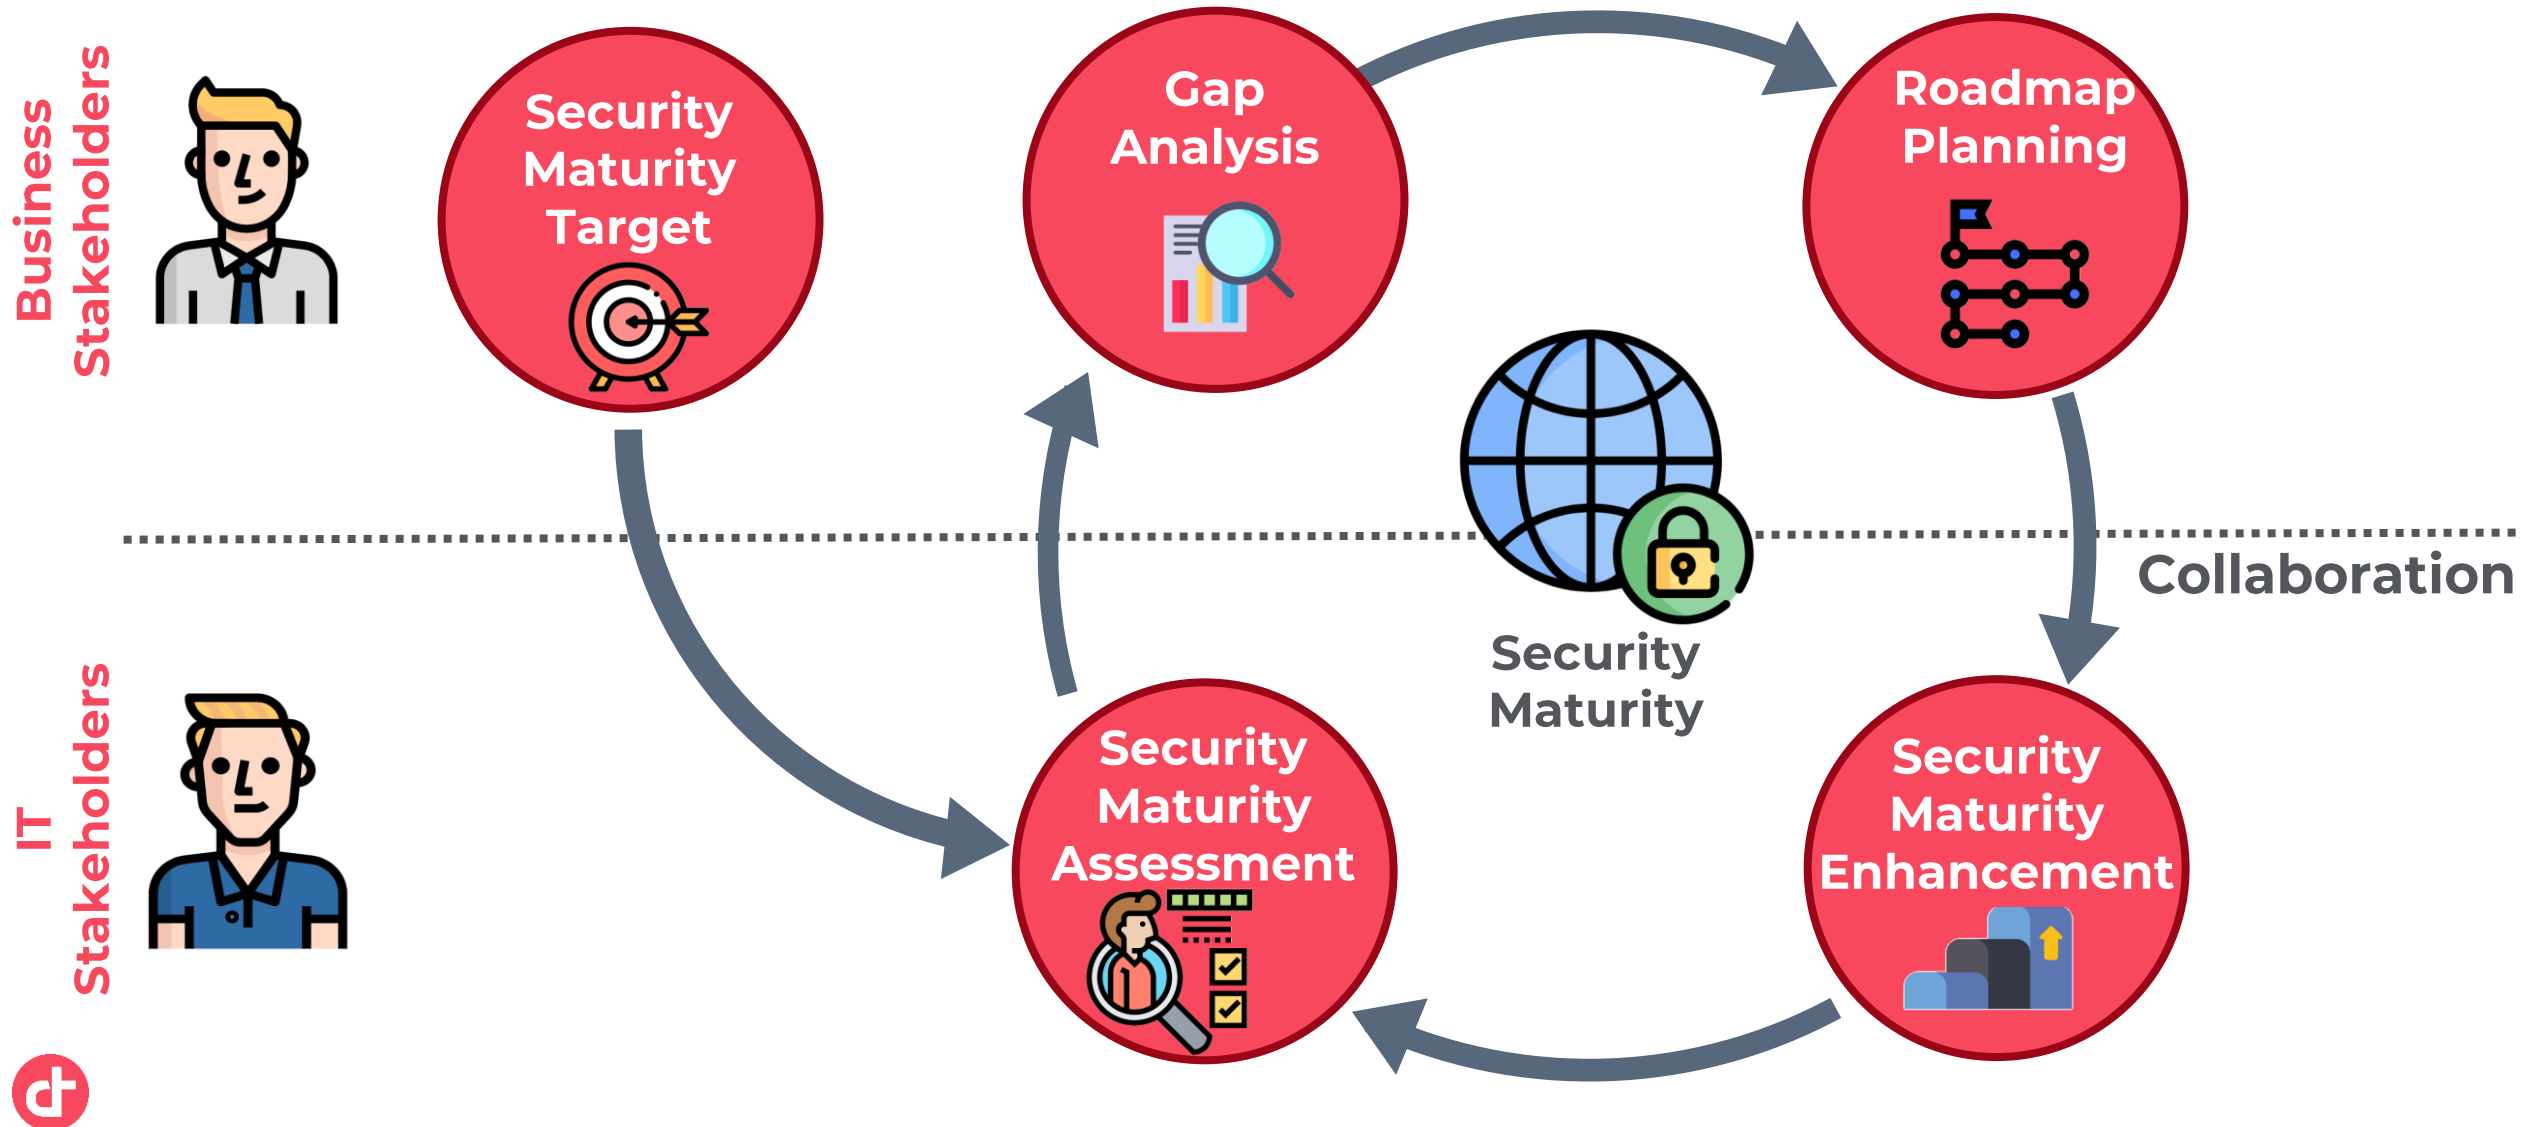 Business
Stakeholders
Security
Maturity
Target
Gap
Analysis
Roadmap
Planning
Collaboration
Security
Maturity
IT
Stakeholders
Security
Maturity
Assessment
Security
Maturity
Enhancement